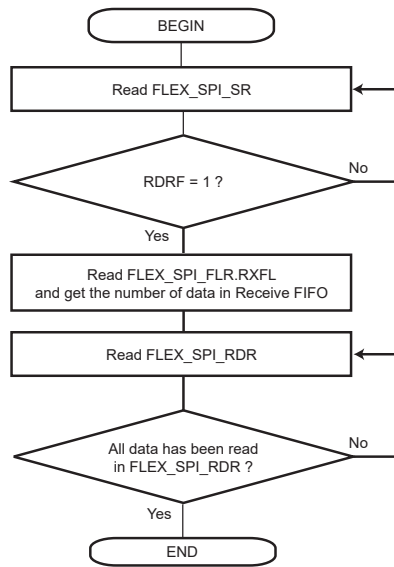 BEGIN
Read FLEX_SPI_SR
No
RDRF = 1 ?
Yes
Read FLEX_SPI_FLR.RXFL
and get the number of data in Receive FIFO
Read FLEX_SPI_RDR
No
All data has been read
in FLEX_SPI_RDR ?
Yes
END